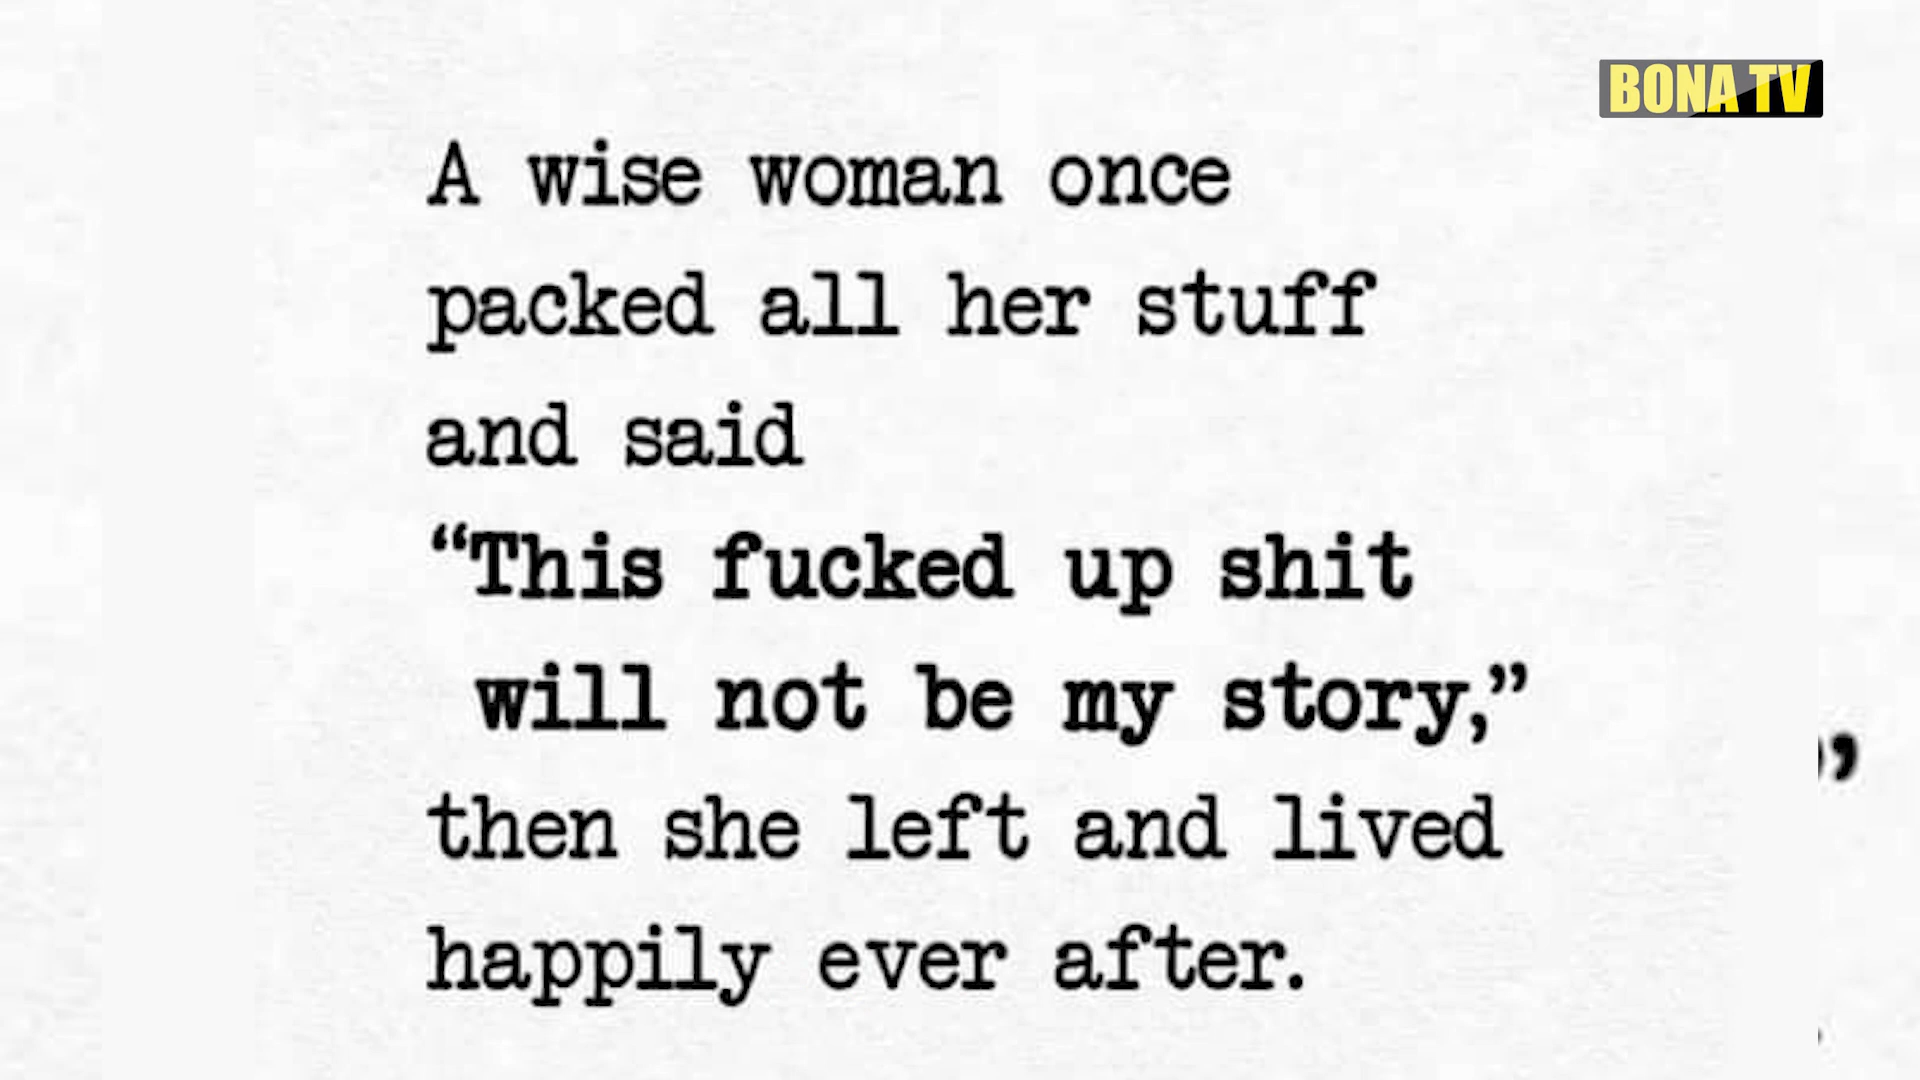 BONA TV
A wise woman once
packed all her stuff
and said
“This fucked up shit
will not be my story,”
then she left and lived
happily ever after.